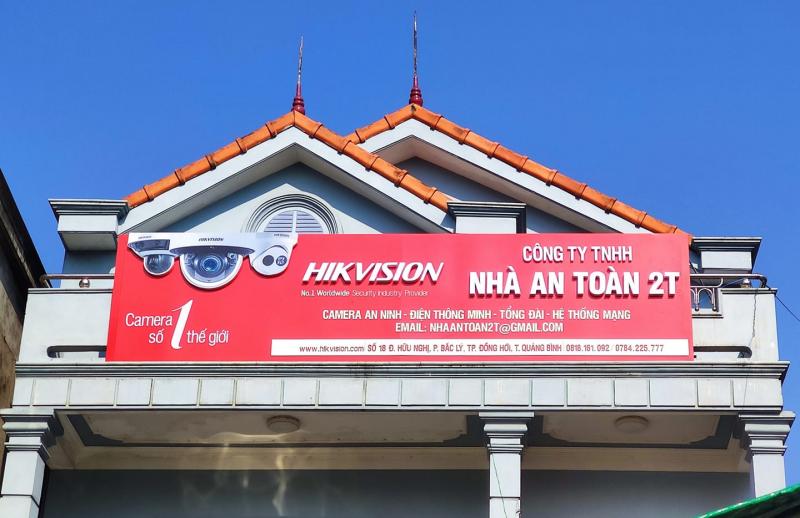 HIKVISION
HIKVISION
No.1 Worldwide Security Industry Provider
Camera
số 1 thế giới
CÔNG TY TNHH
NHÀ AN TOÀN 2T
CAMERA AN NINH - ĐIỆN THÔNG MINH - TỔNG ĐÀI - HỆ THỐNG MẠNG
EMAIL: NHAANTOAN2T@GMAIL.COM
www.hikvision.com SỐ 18 Đ. HỮU NGHỊ, P. BẮC LÝ, TP. ĐỒNG HỚI, T. QUẢNG BÌNH 0818.161.092 / 0784.225.777